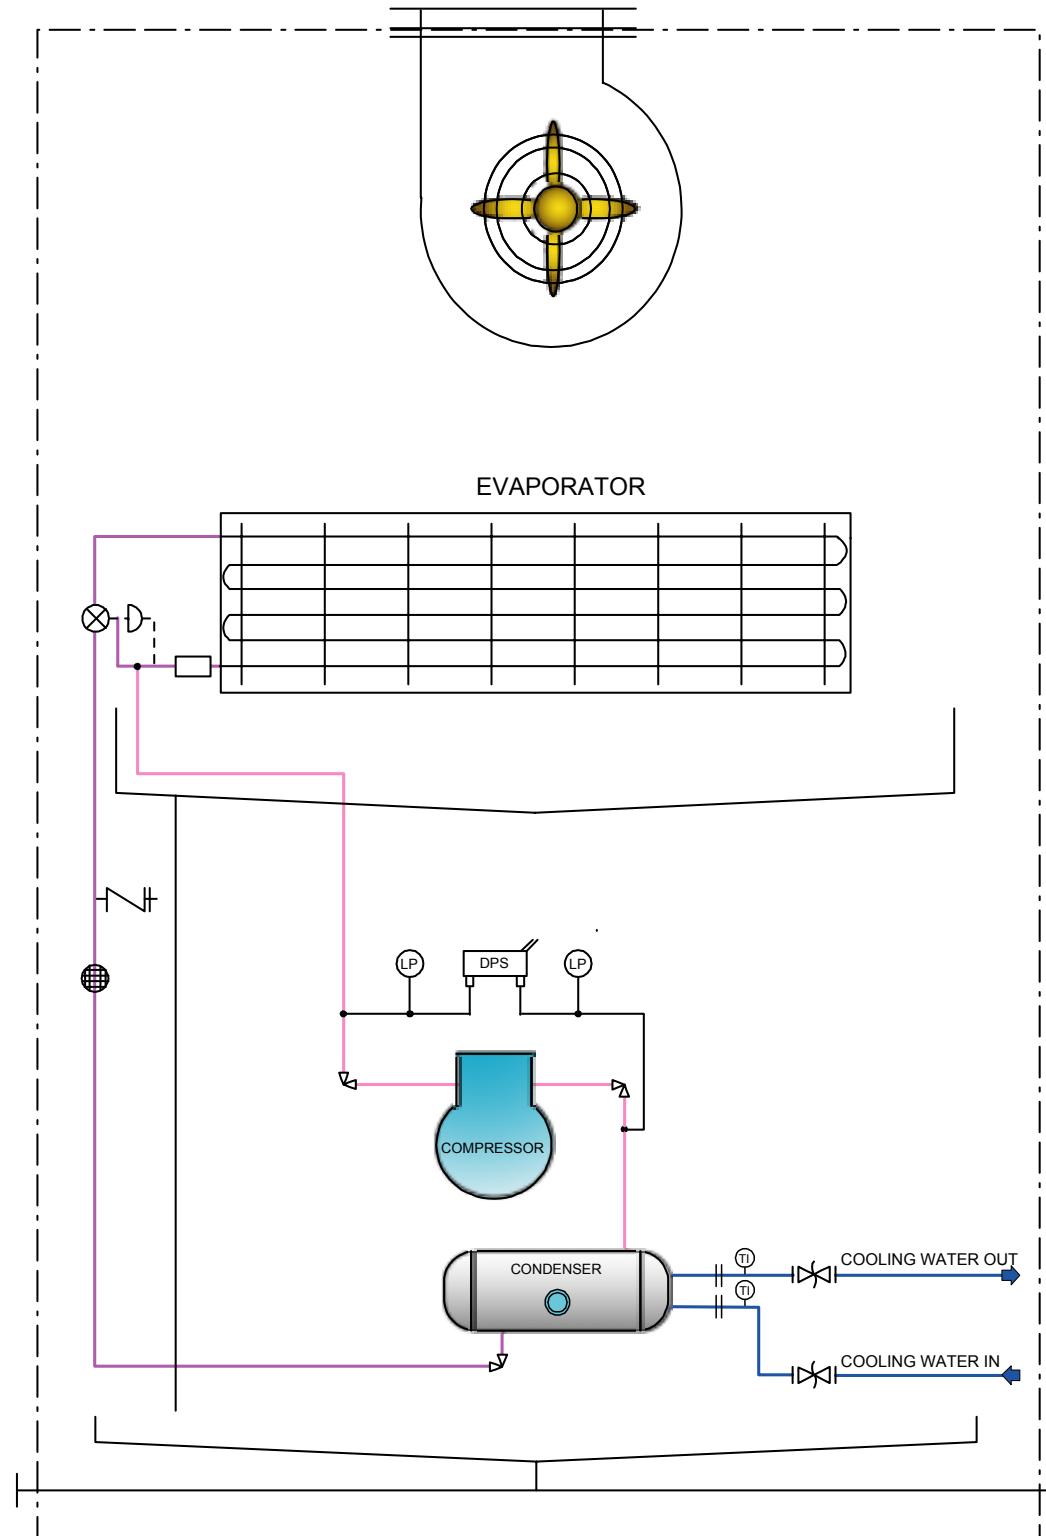 EVAPORATOR
LP
DPS
LP
COMPRESSOR
CONDENSER
TI
COOLING WATER OUT
TI
COOLING WATER IN